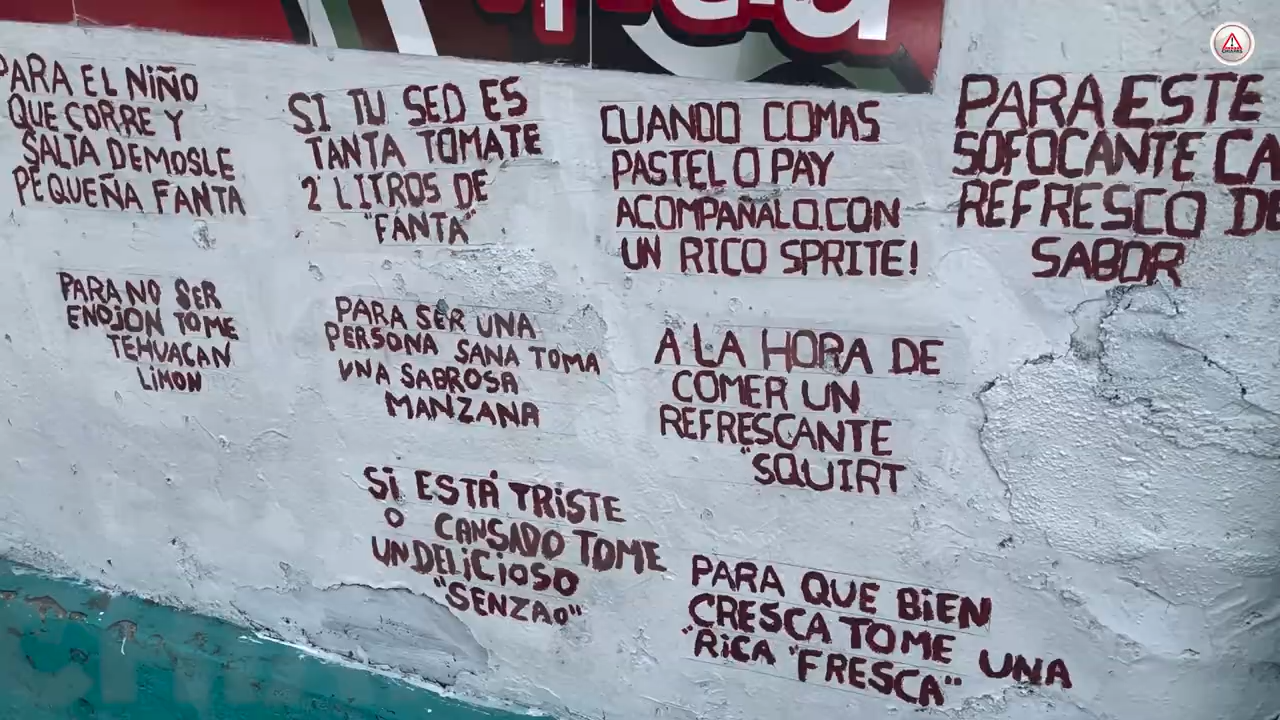 PARA EL NIÑO
QUE CORRE Y
SALTA DEMOSLE
PEQUEÑA FANTA
SI TU SED ES
TANTA TOMATE
2 LITROS DE
"FANTA"
CUANDO COMAS
PASTEL O PAY
ACOMPAÑALO.CON
UN RICO SPRITE!
PARA ESTE
SOFOCANTE CA
REFRESCO DE
SABOR
PARA NO SER
ENOJON TOME
TEHUACAN
LIMON
PARA SER UNA
PERSONA SANA TOMA
UNA SABROSA
MANZANA
A LA HORA DE
COMER UN
REFRESCANTE
"SQUIRT
SI ESTÁ TRISTE
O CANSADO TOME
UN DELICIOSO
"SENZAO"
PARA QUE BIEN
CRESCA TOME UNA
"RICA "FRESCA"